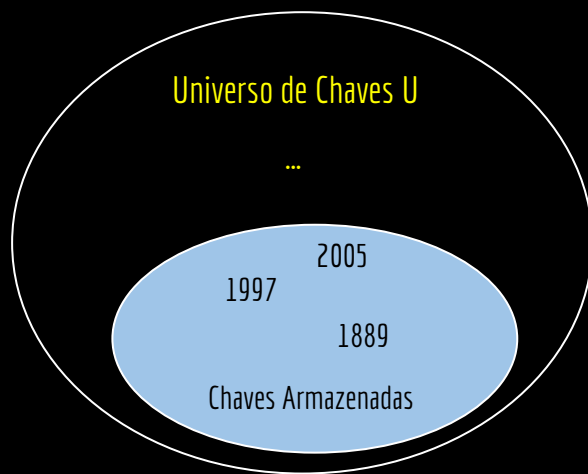 Universo de Chaves U
...
2005
1997
1889
Chaves Armazenadas